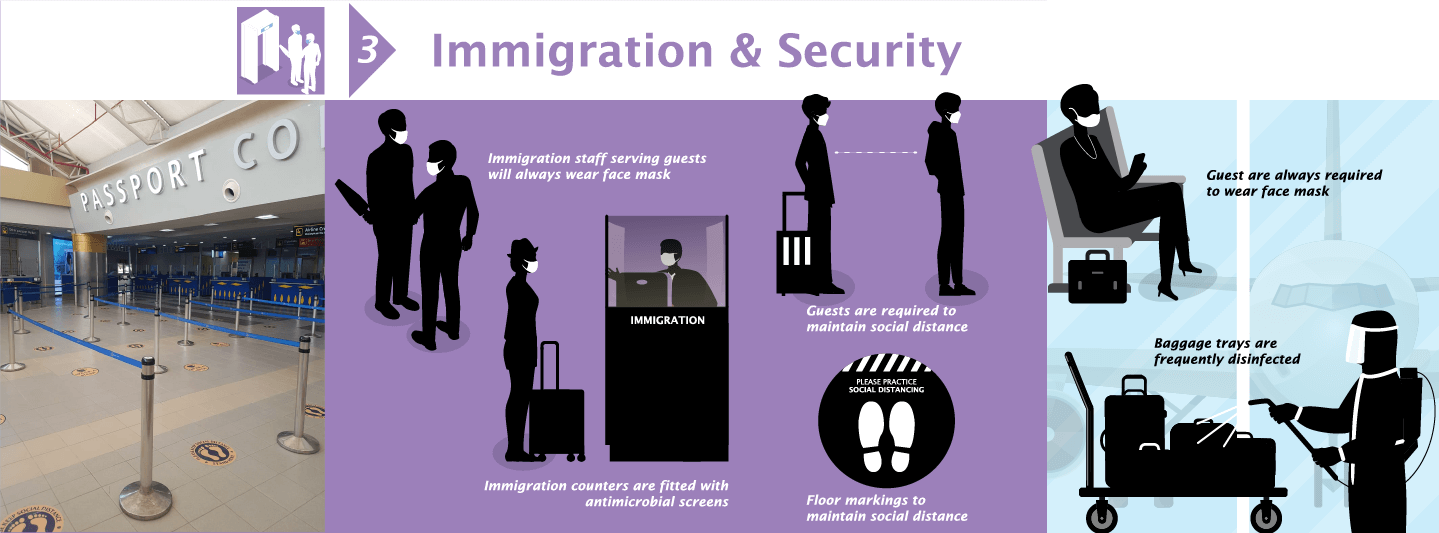 3
Immigration & Security
PASSPORT CO
Immigration staff serving guests
will always wear face mask
IMMIGRATION
Immigration counters are fitted with
antimicrobial screens
Guests are required to
maintain social distance
PLEASE PRACTICE
SOCIAL DISTANCING
Floor markings to
maintain social distance
Guest are always required
to wear face mask
Baggage trays are
frequently disinfected